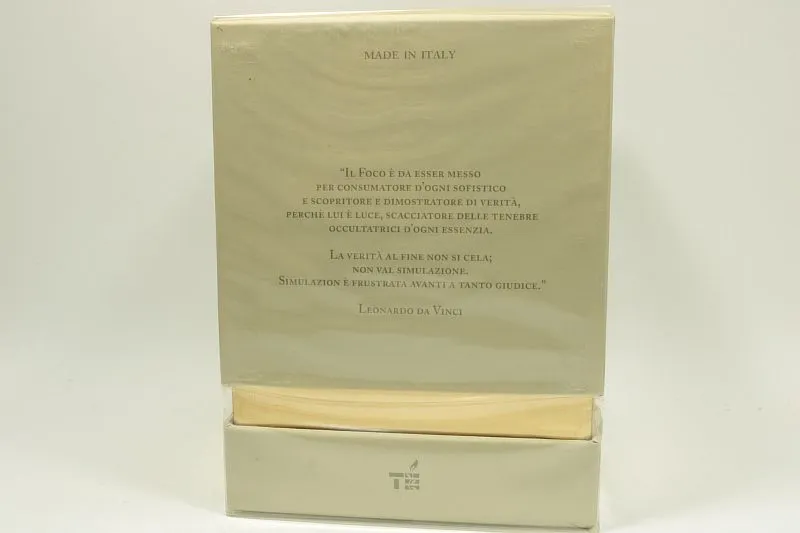 MADE IN ITALY
"IL FOCO È DA ESSER MESSO
PER CONSUMATORE D'OGNI SOFISTICO
E SCOPRITORE E DIMOSTRATORE DI VERITÀ,
PERCHE LUI È LUCE, SCACCIATORE DELLE TENEBRE
OCCULTATRICI D'OGNI ESSENZIA.
LA VERITÀ AL FINE NON SI CELA;
NON VAL SIMULAZIONE.
SIMULAZION È FRUSTRATA AVANTI A TANTO GIUDICE."
LEONARDO DA VINCI